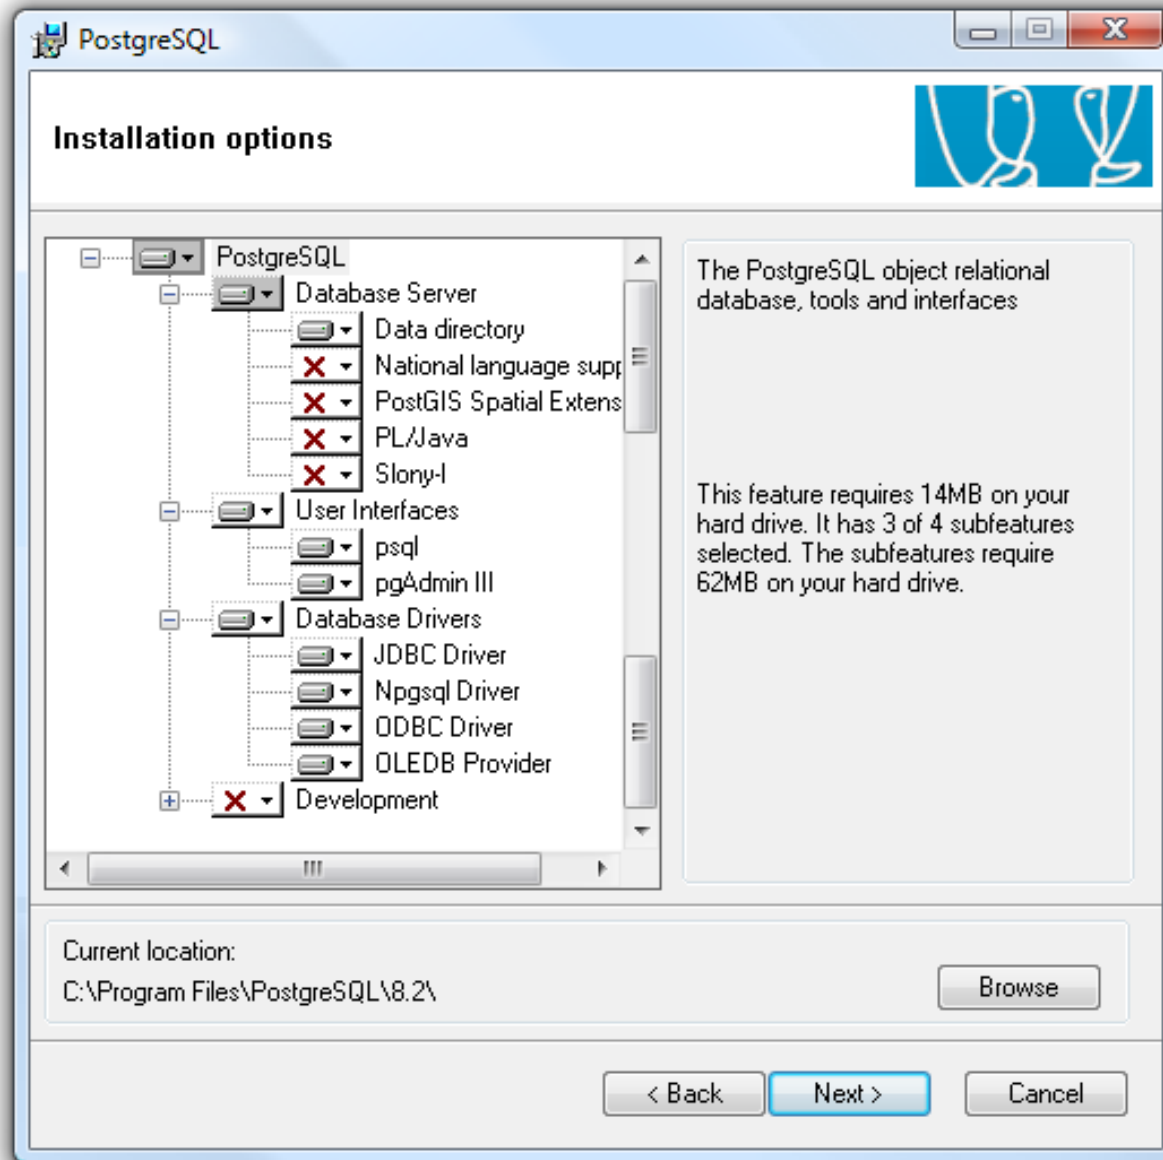 PostgreSQL
Installation options
PostgreSQL
Database Server
Data directory
National language supp
PostGIS Spatial Extens
PL/Java
Slony-I
User Interfaces
psql
pgAdmin III
Database Drivers
JDBC Driver
Npgsql Driver
ODBC Driver
OLEDB Provider
Development
The PostgreSQL object relational
database, tools and interfaces
This feature requires 14MB on your
hard drive. It has 3 of 4 subfeatures
selected. The subfeatures require
62MB on your hard drive.
Current location:
C:\Program Files\PostgreSQL\8.2\
Browse
< Back
Next >
Cancel